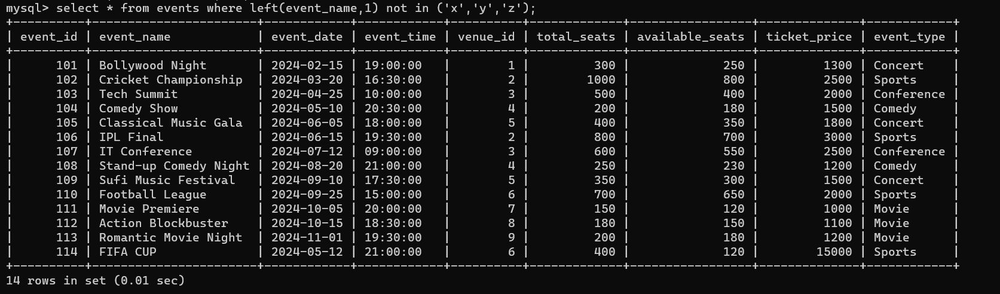 mysql> select * from events where left(event_name,1) not in ('x','y','z');
+----------+-----------------------+------------+------------+----------+-------------+-----------------+--------------+------------+
| event_id | event_name            | event_date | event_time | venue_id | total_seats | available_seats | ticket_price | event_type |
+----------+-----------------------+------------+------------+----------+-------------+-----------------+--------------+------------+
|      101 | Bollywood Night       | 2024-02-15 | 19:00:00   |        1 |         300 |             250 |         1300 | Concert    |
|      102 | Cricket Championship  | 2024-03-20 | 16:30:00   |        2 |        1000 |             800 |         2500 | Sports     |
|      103 | Tech Summit           | 2024-04-25 | 10:00:00   |        3 |         500 |             400 |         2000 | Conference |
|      104 | Comedy Show           | 2024-05-10 | 20:30:00   |        4 |         200 |             180 |         1500 | Comedy     |
|      105 | Classical Music Gala  | 2024-06-05 | 18:00:00   |        5 |         400 |             350 |         1800 | Concert    |
|      106 | IPL Final             | 2024-06-15 | 19:30:00   |        2 |         800 |             700 |         3000 | Sports     |
|      107 | IT Conference         | 2024-07-12 | 09:00:00   |        3 |         600 |             550 |         2500 | Conference |
|      108 | Stand-up Comedy Night | 2024-08-20 | 21:00:00   |        4 |         250 |             230 |         1200 | Comedy     |
|      109 | Sufi Music Festival   | 2024-09-10 | 17:30:00   |        5 |         350 |             300 |         1500 | Concert    |
|      110 | Football League       | 2024-09-25 | 15:00:00   |        6 |         700 |             650 |         2000 | Sports     |
|      111 | Movie Premiere        | 2024-10-05 | 20:00:00   |        7 |         150 |             120 |         1000 | Movie      |
|      112 | Action Blockbuster    | 2024-10-15 | 18:30:00   |        8 |         180 |             150 |         1100 | Movie      |
|      113 | Romantic Movie Night  | 2024-11-01 | 19:30:00   |        9 |         200 |             180 |         1200 | Movie      |
|      114 | FIFA CUP              | 2024-05-12 | 21:00:00   |        6 |         400 |             120 |        15000 | Sports     |
+----------+-----------------------+------------+------------+----------+-------------+-----------------+--------------+------------+
14 rows in set (0.01 sec)